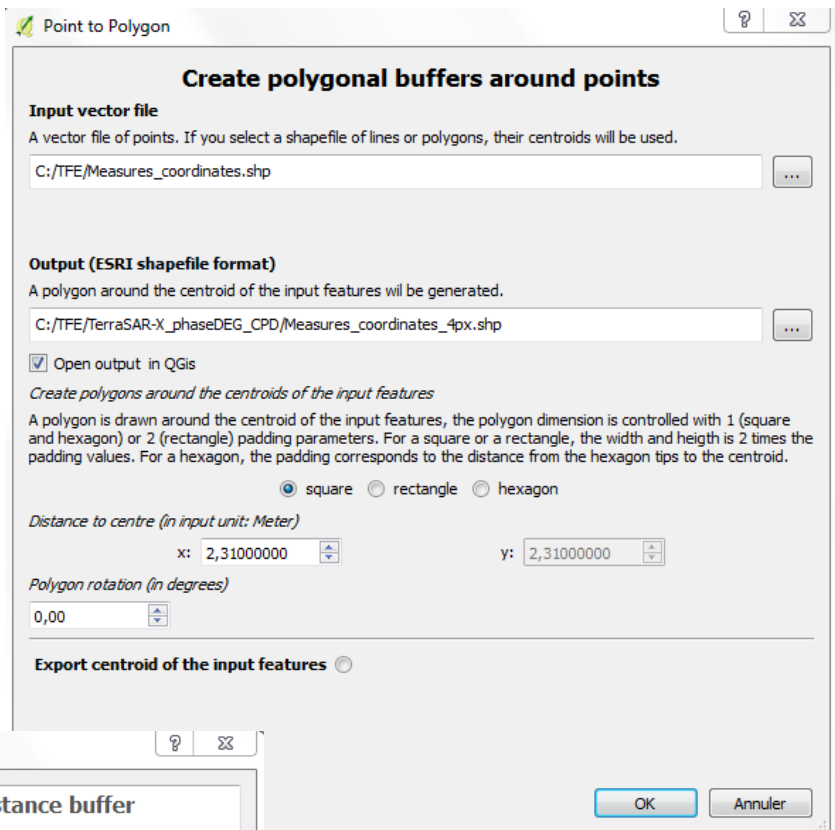 Point to Polygon
Create polygonal buffers around points
Input vector file
A vector file of points. If you select a shapefile of lines or polygons, their centroids will be used.
C:/TFE/Measures_coordinates.shp
...
Output (ESRI shapefile format)
A polygon around the centroid of the input features wil be generated.
C:/TFE/TerraSAR-X_phaseDEG_CPD/Measures_coordinates_4px.shp
...
Open output in QGis
Create polygons around the centroids of the input features
A polygon is drawn around the centroid of the input features, the polygon dimension is controlled with 1 (square
and hexagon) or 2 (rectangle) padding parameters. For a square or a rectangle, the width and heigth is 2 times the
padding values. For a hexagon, the padding corresponds to the distance from the hexagon tips to the centroid.
square rectangle hexagon
Distance to centre (in input unit: Meter)
x: 2,31000000 y: 2,31000000
Polygon rotation (in degrees)
0,00
Export centroid of the input features
stance buffer
OK Annuler